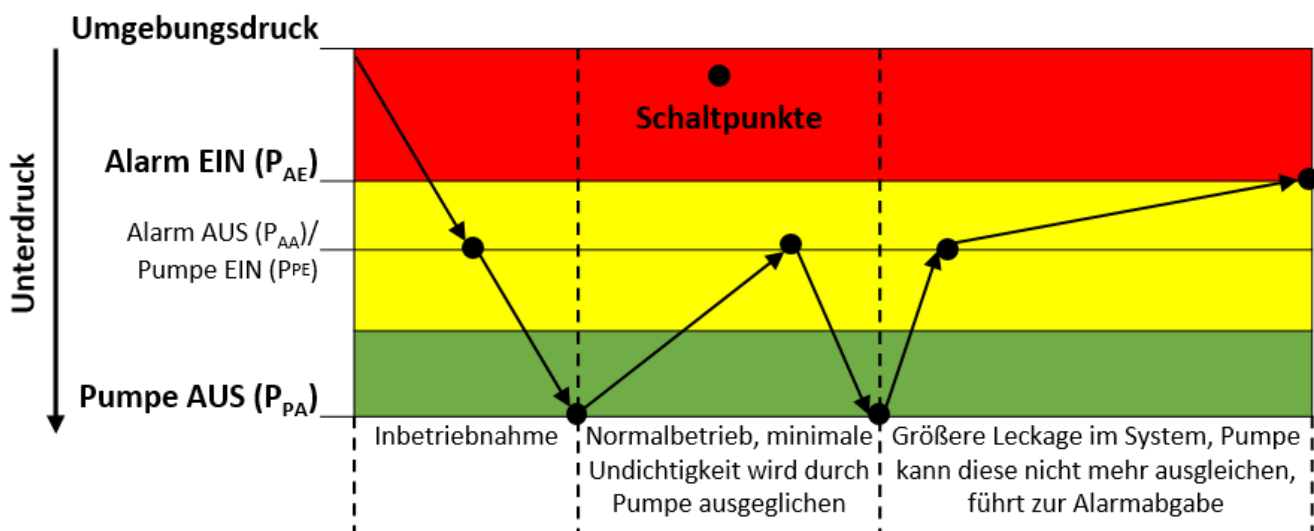 Umgebungsdruck
Unterdruck
Schaltpunkte
Alarm EIN (PAE)
Alarm AUS (PAA)/
Pumpe EIN (PPE)
Pumpe AUS (PPA)
Inbetriebnahme
Normalbetrieb, minimale
Undichtigkeit wird durch
Pumpe ausgeglichen
Größere Leckage im System, Pumpe
kann diese nicht mehr ausgleichen,
führt zur Alarmabgabe